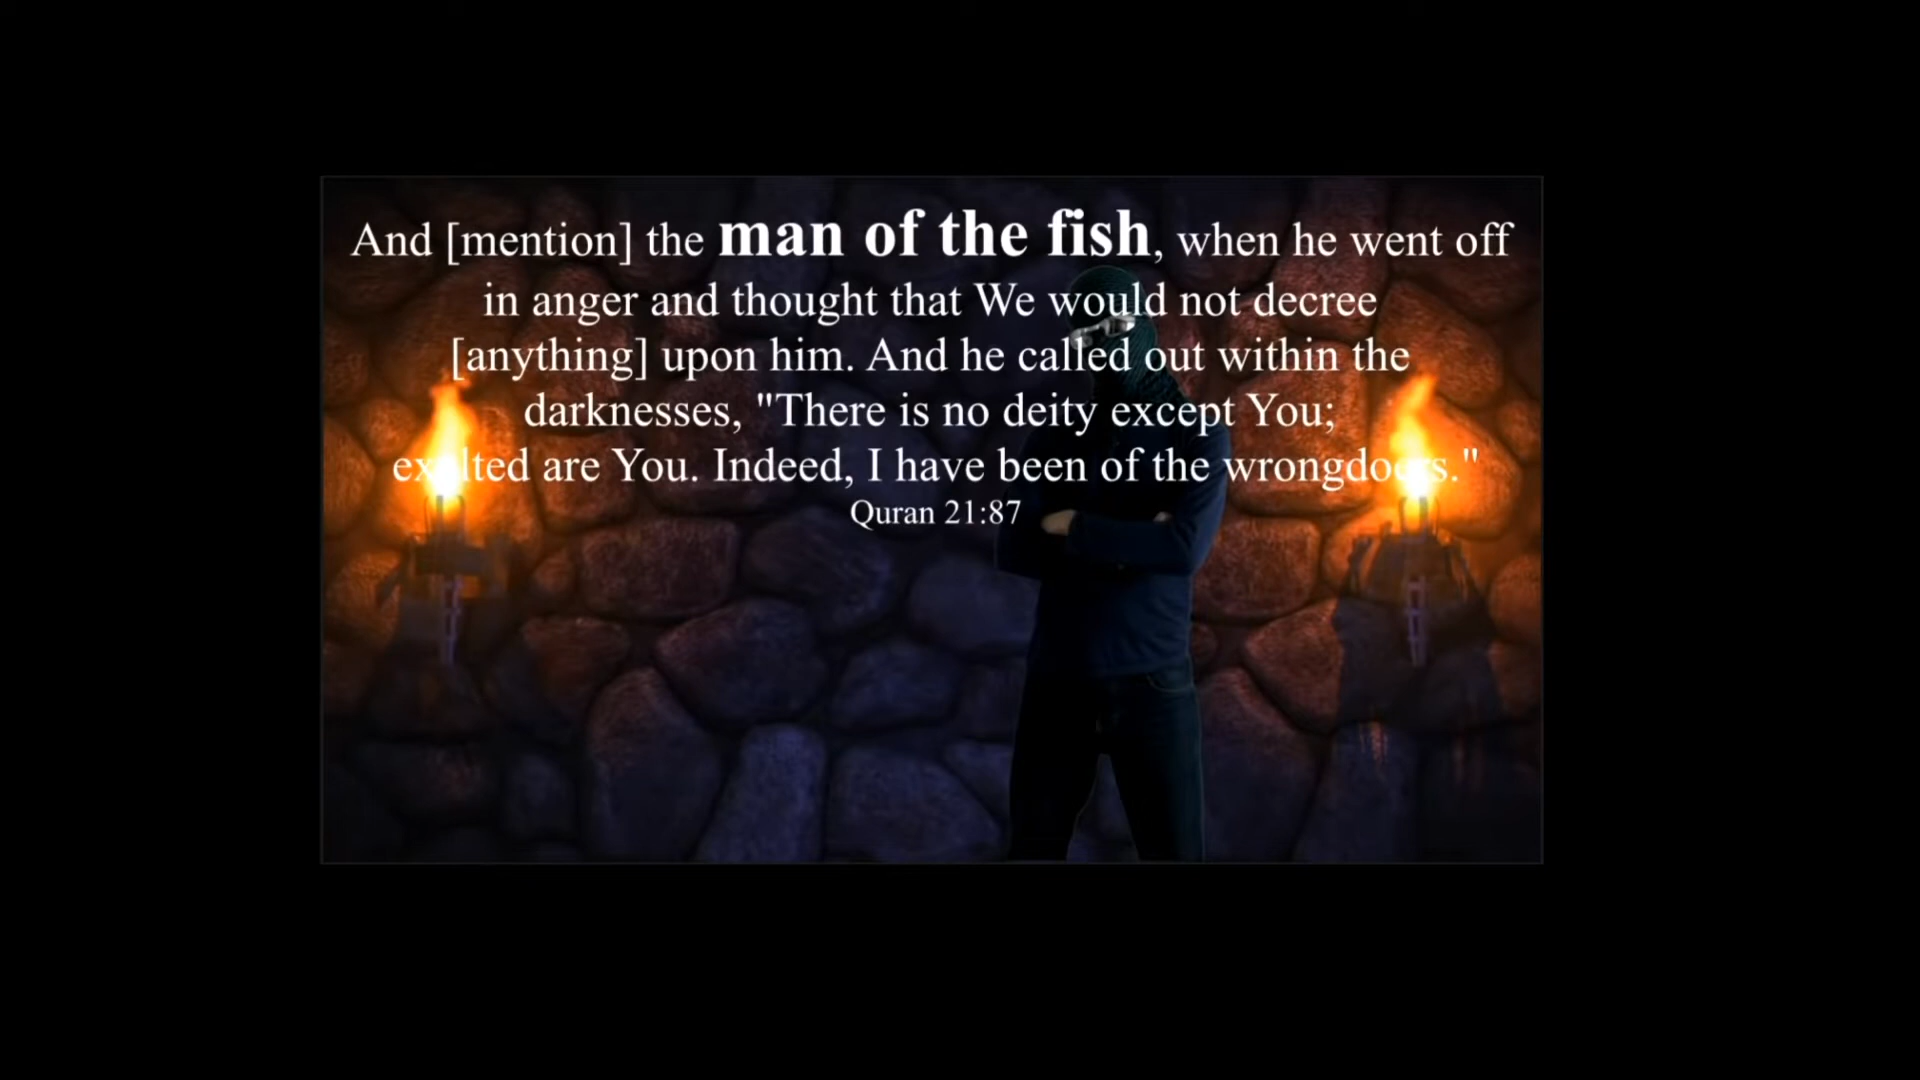 And [mention] the man of the fish, when he went off
in anger and thought that We would not decree
[anything] upon him. And he called out within the
darknesses, "There is no deity except You;
exalted are You. Indeed, I have been of the wrongdoers."
Quran 21:87